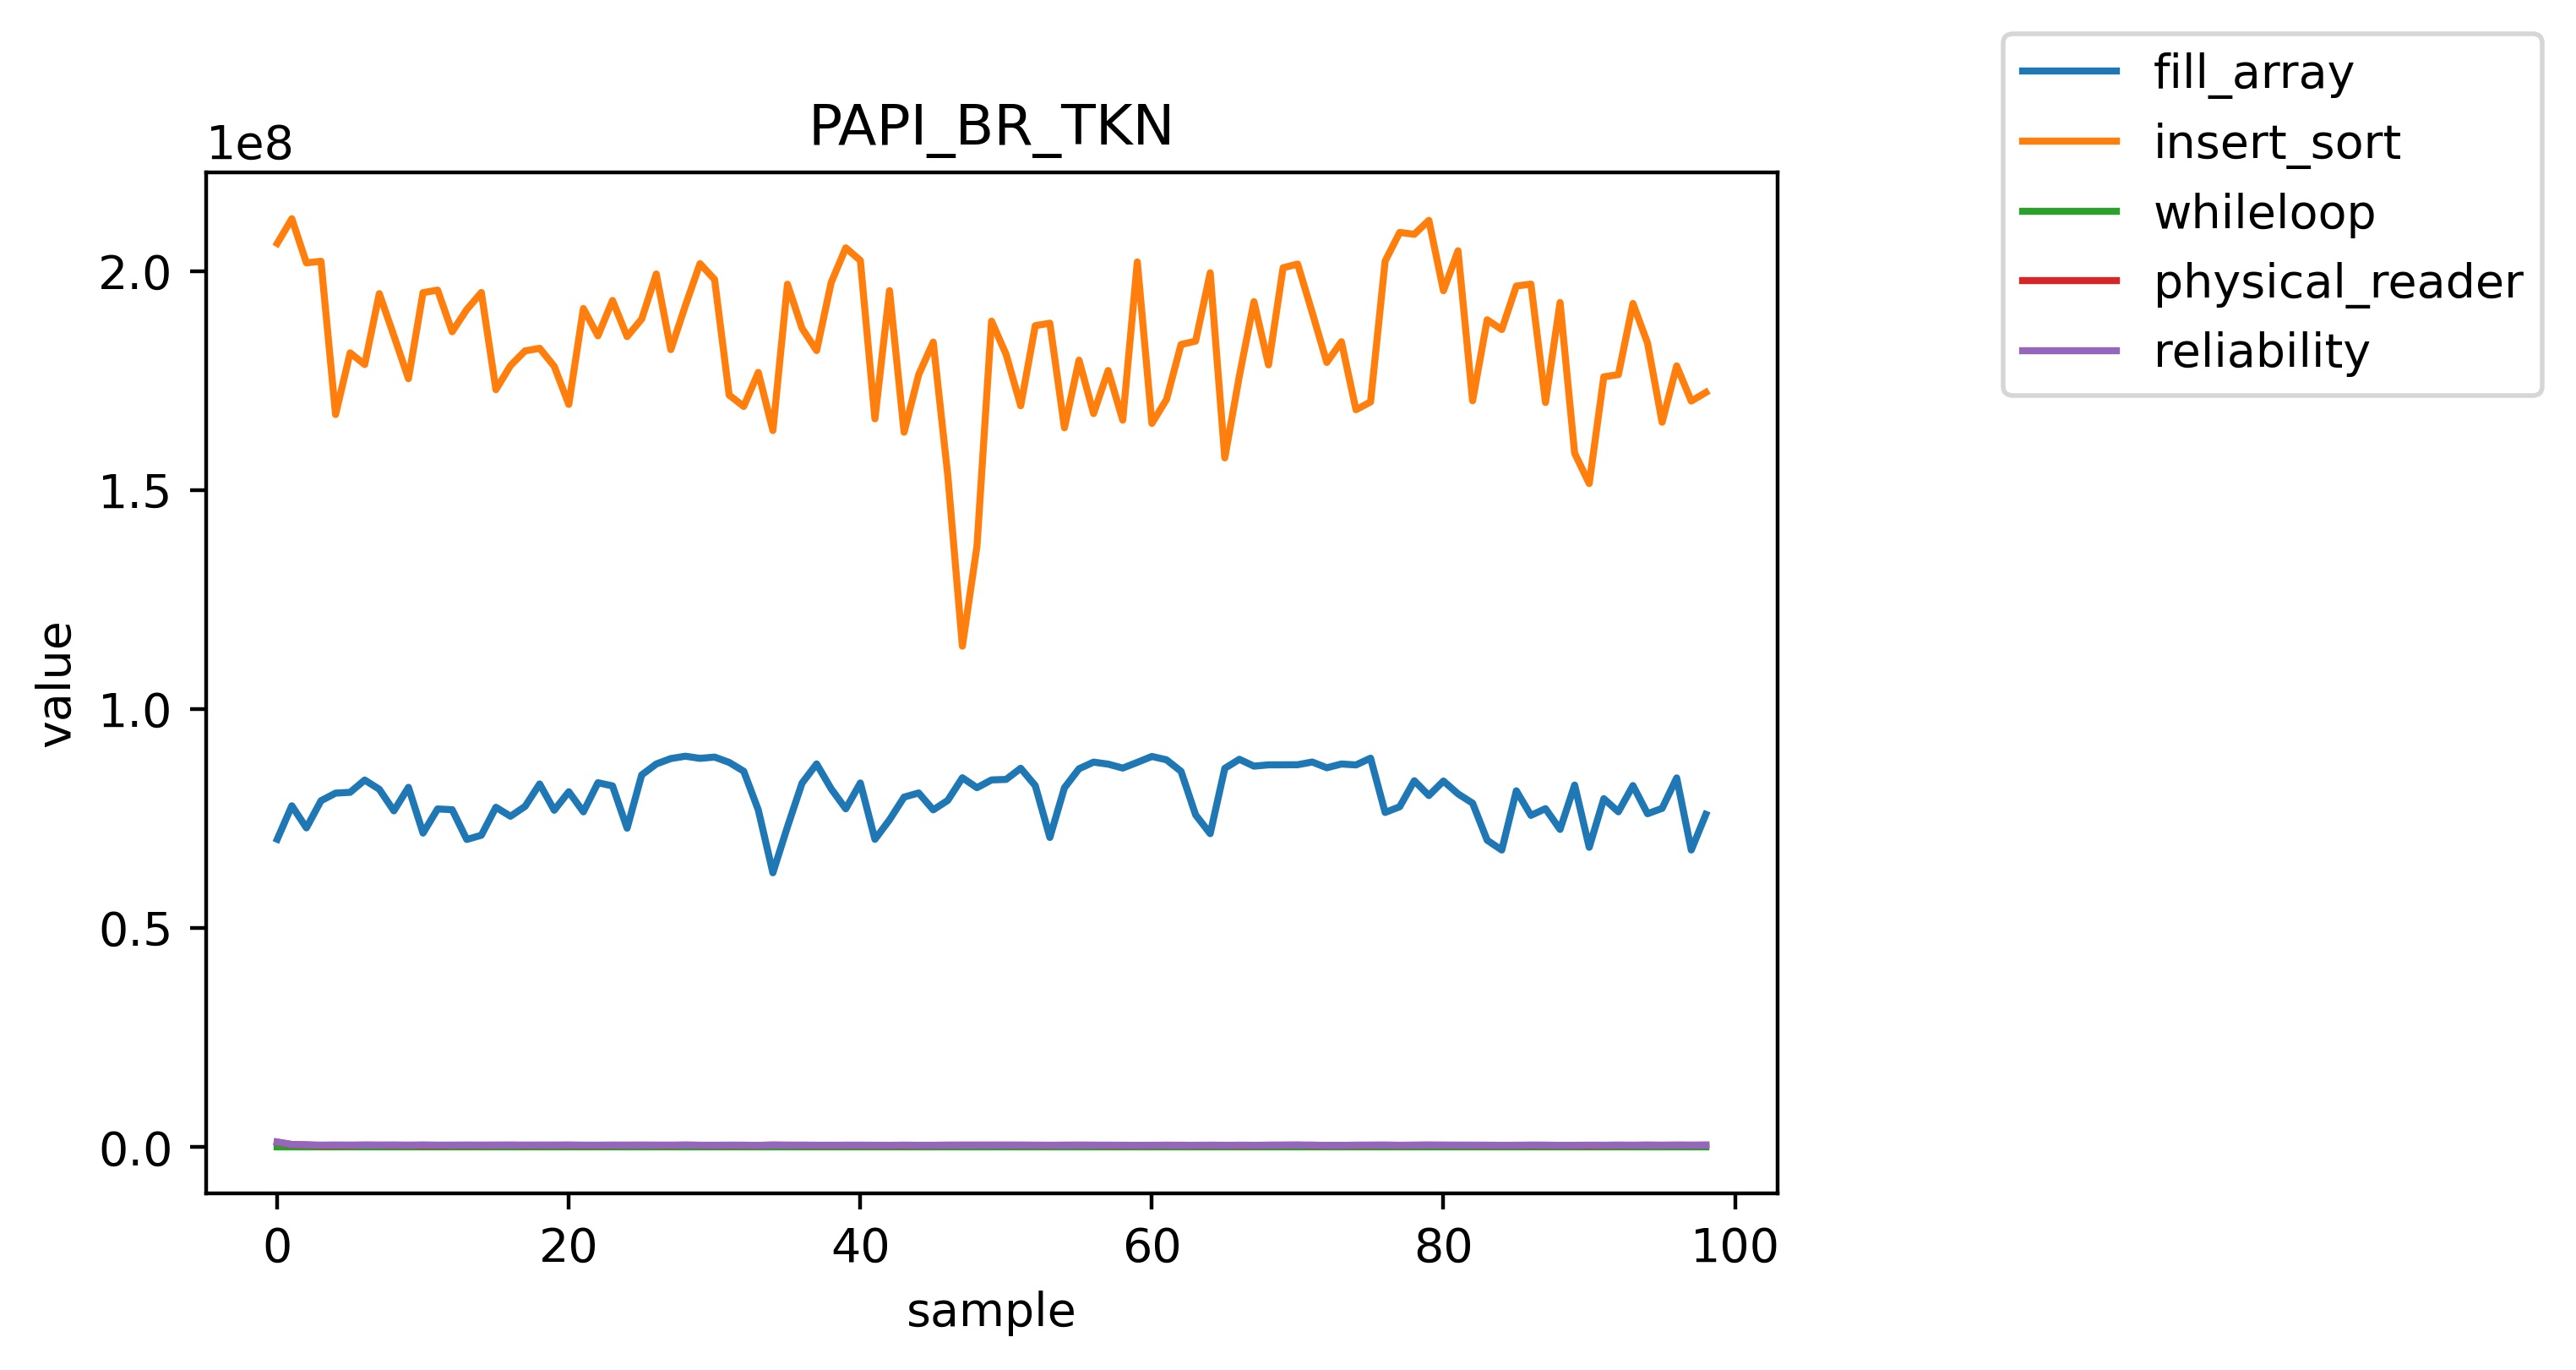 PAPI_BR_TKN
1e8
2.0
1.5
1.0
0.5
0.0
value
0 20 40 60 80 100
sample
fill_array
insert_sort
whileloop
physical_reader
reliability